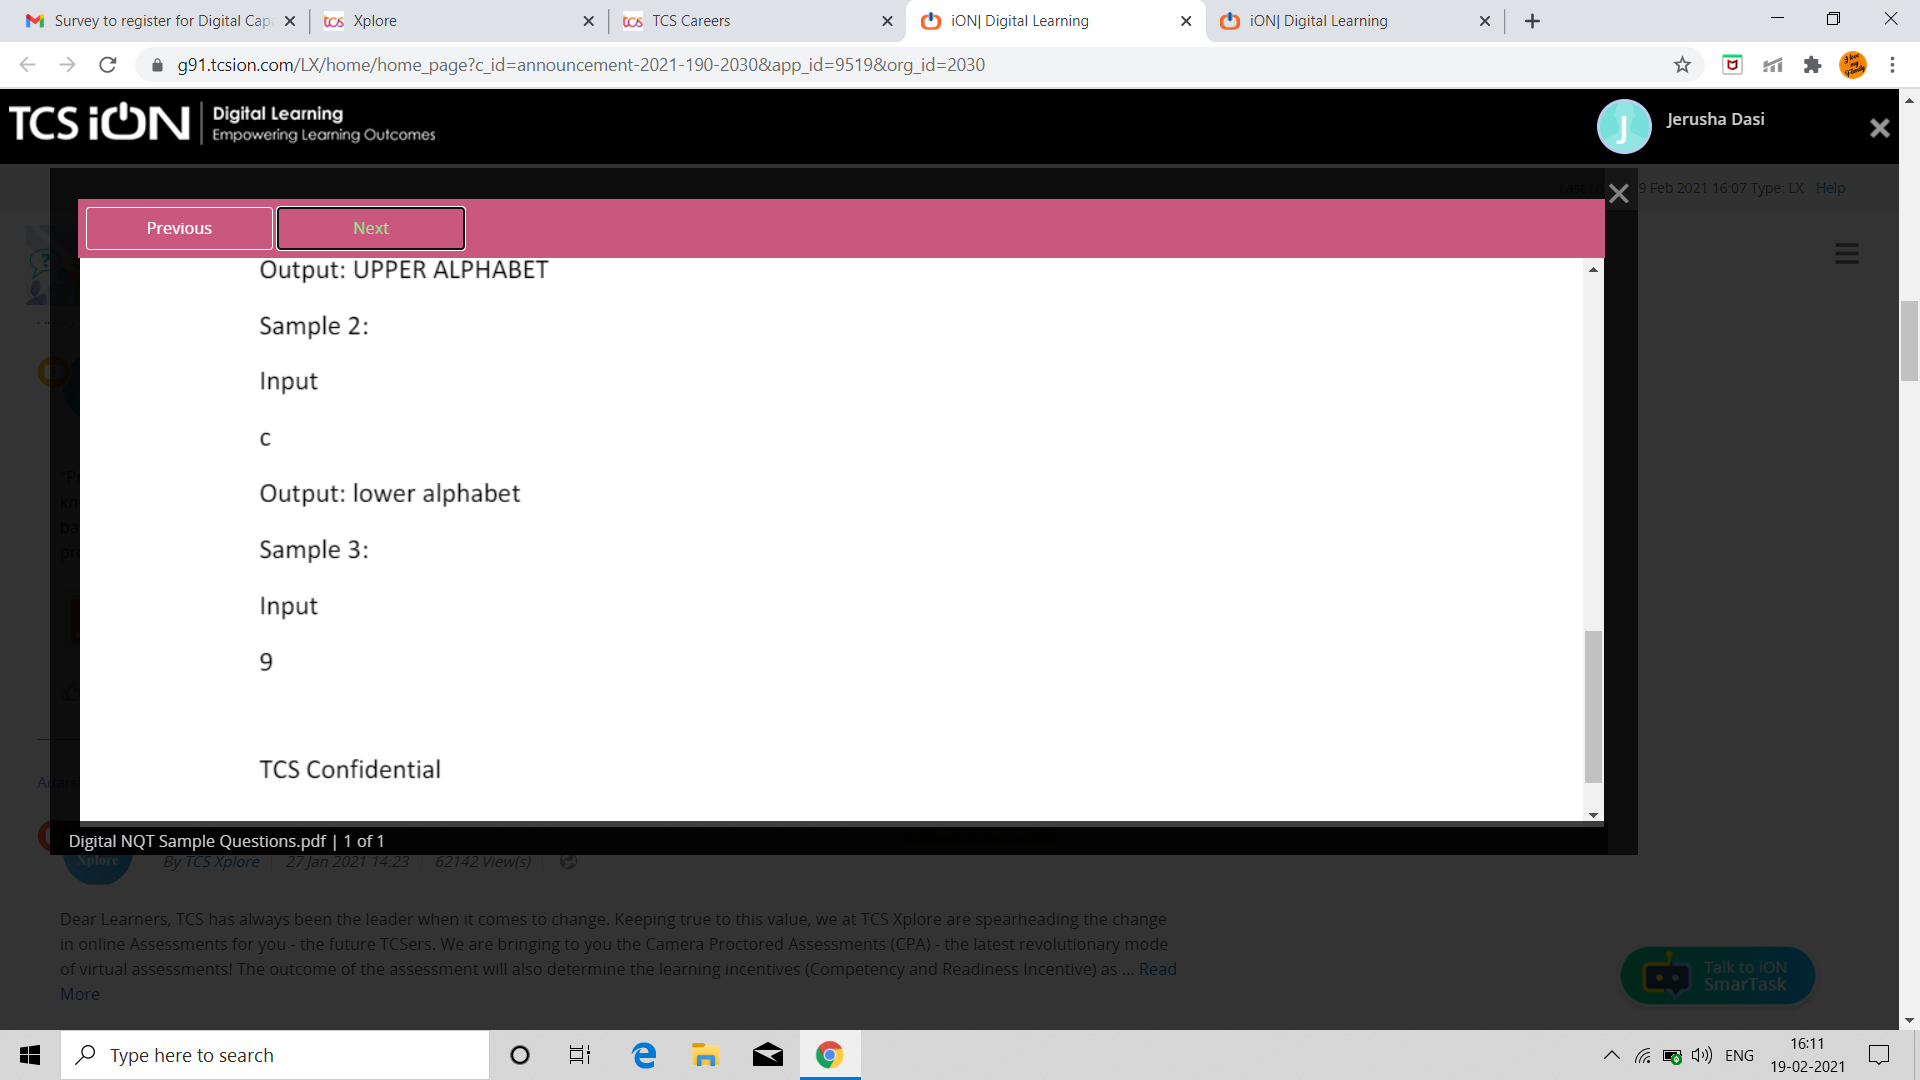 Survey to register for Digital Cap
Xplore
TCS Careers
iON| Digital Learning
iON| Digital Learning
g91.tcsion.com/LX/home/home_page?c_id=announcement-2021-190-2030&app_id=9519&org_id=2030
TCS iON
Digital Learning
Empowering Learning Outcomes
J
Jerusha Dasi
9 Feb 2021 16:07 Type: LX Help
Previous
Next
Output: UPPER ALPHABET
Sample 2:
Input
c
Output: lower alphabet
Sample 3:
Input
9
TCS Confidential
Digital NQT Sample Questions.pdf | 1 of 1
Xplore
By TCS Xplore
27 Jan 2021 14:23
62142 View(s)
Dear Learners, TCS has always been the leader when it comes to change. Keeping true to this value, we at TCS Xplore are spearheading the change
in online Assessments for you - the future TCSers. We are bringing to you the Camera Proctored Assessments (CPA) - the latest revolutionary mode
of virtual assessments! The outcome of the assessment will also determine the learning incentives (Competency and Readiness Incentive) as ... Read
More
Talk to iON
SmarTask
Type here to search
ENG
16:11
19-02-2021